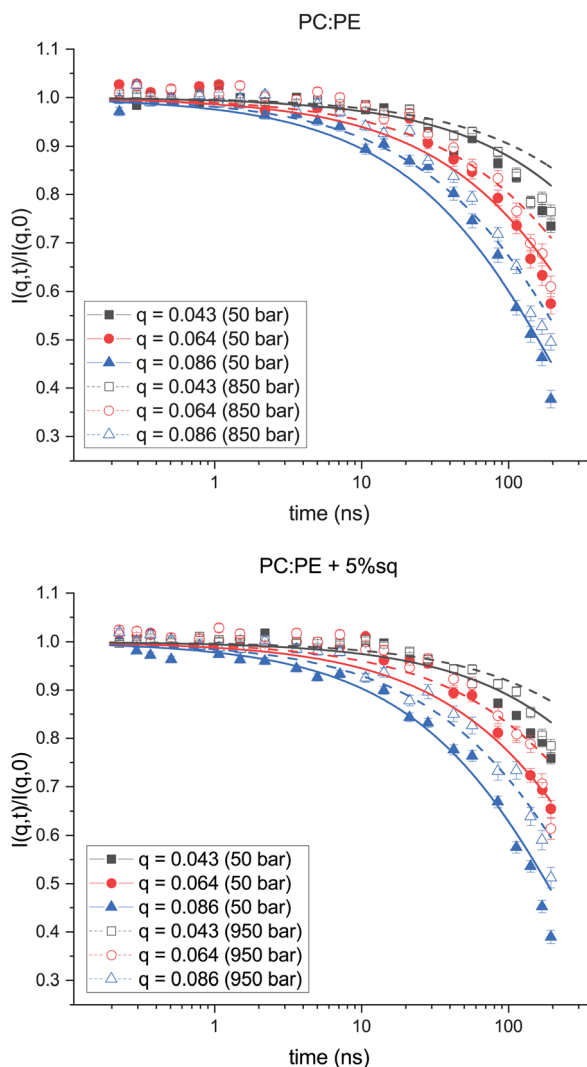 PC:PE
1.1
1.0
0.9
0.8
0.7
0.6
0.5
0.4
0.3
I(q,t)/I(q,0)
q = 0.043 (50 bar)
q = 0.064 (50 bar)
q = 0.086 (50 bar)
q = 0.043 (850 bar)
q = 0.064 (850 bar)
q = 0.086 (850 bar)
1 10 100
time (ns)
PC:PE + 5%sq
1.1
1.0
0.9
0.8
0.7
0.6
0.5
0.4
0.3
I(q,t)/I(q,0)
q = 0.043 (50 bar)
q = 0.064 (50 bar)
q = 0.086 (50 bar)
q = 0.043 (950 bar)
q = 0.064 (950 bar)
q = 0.086 (950 bar)
1 10 100
time (ns)